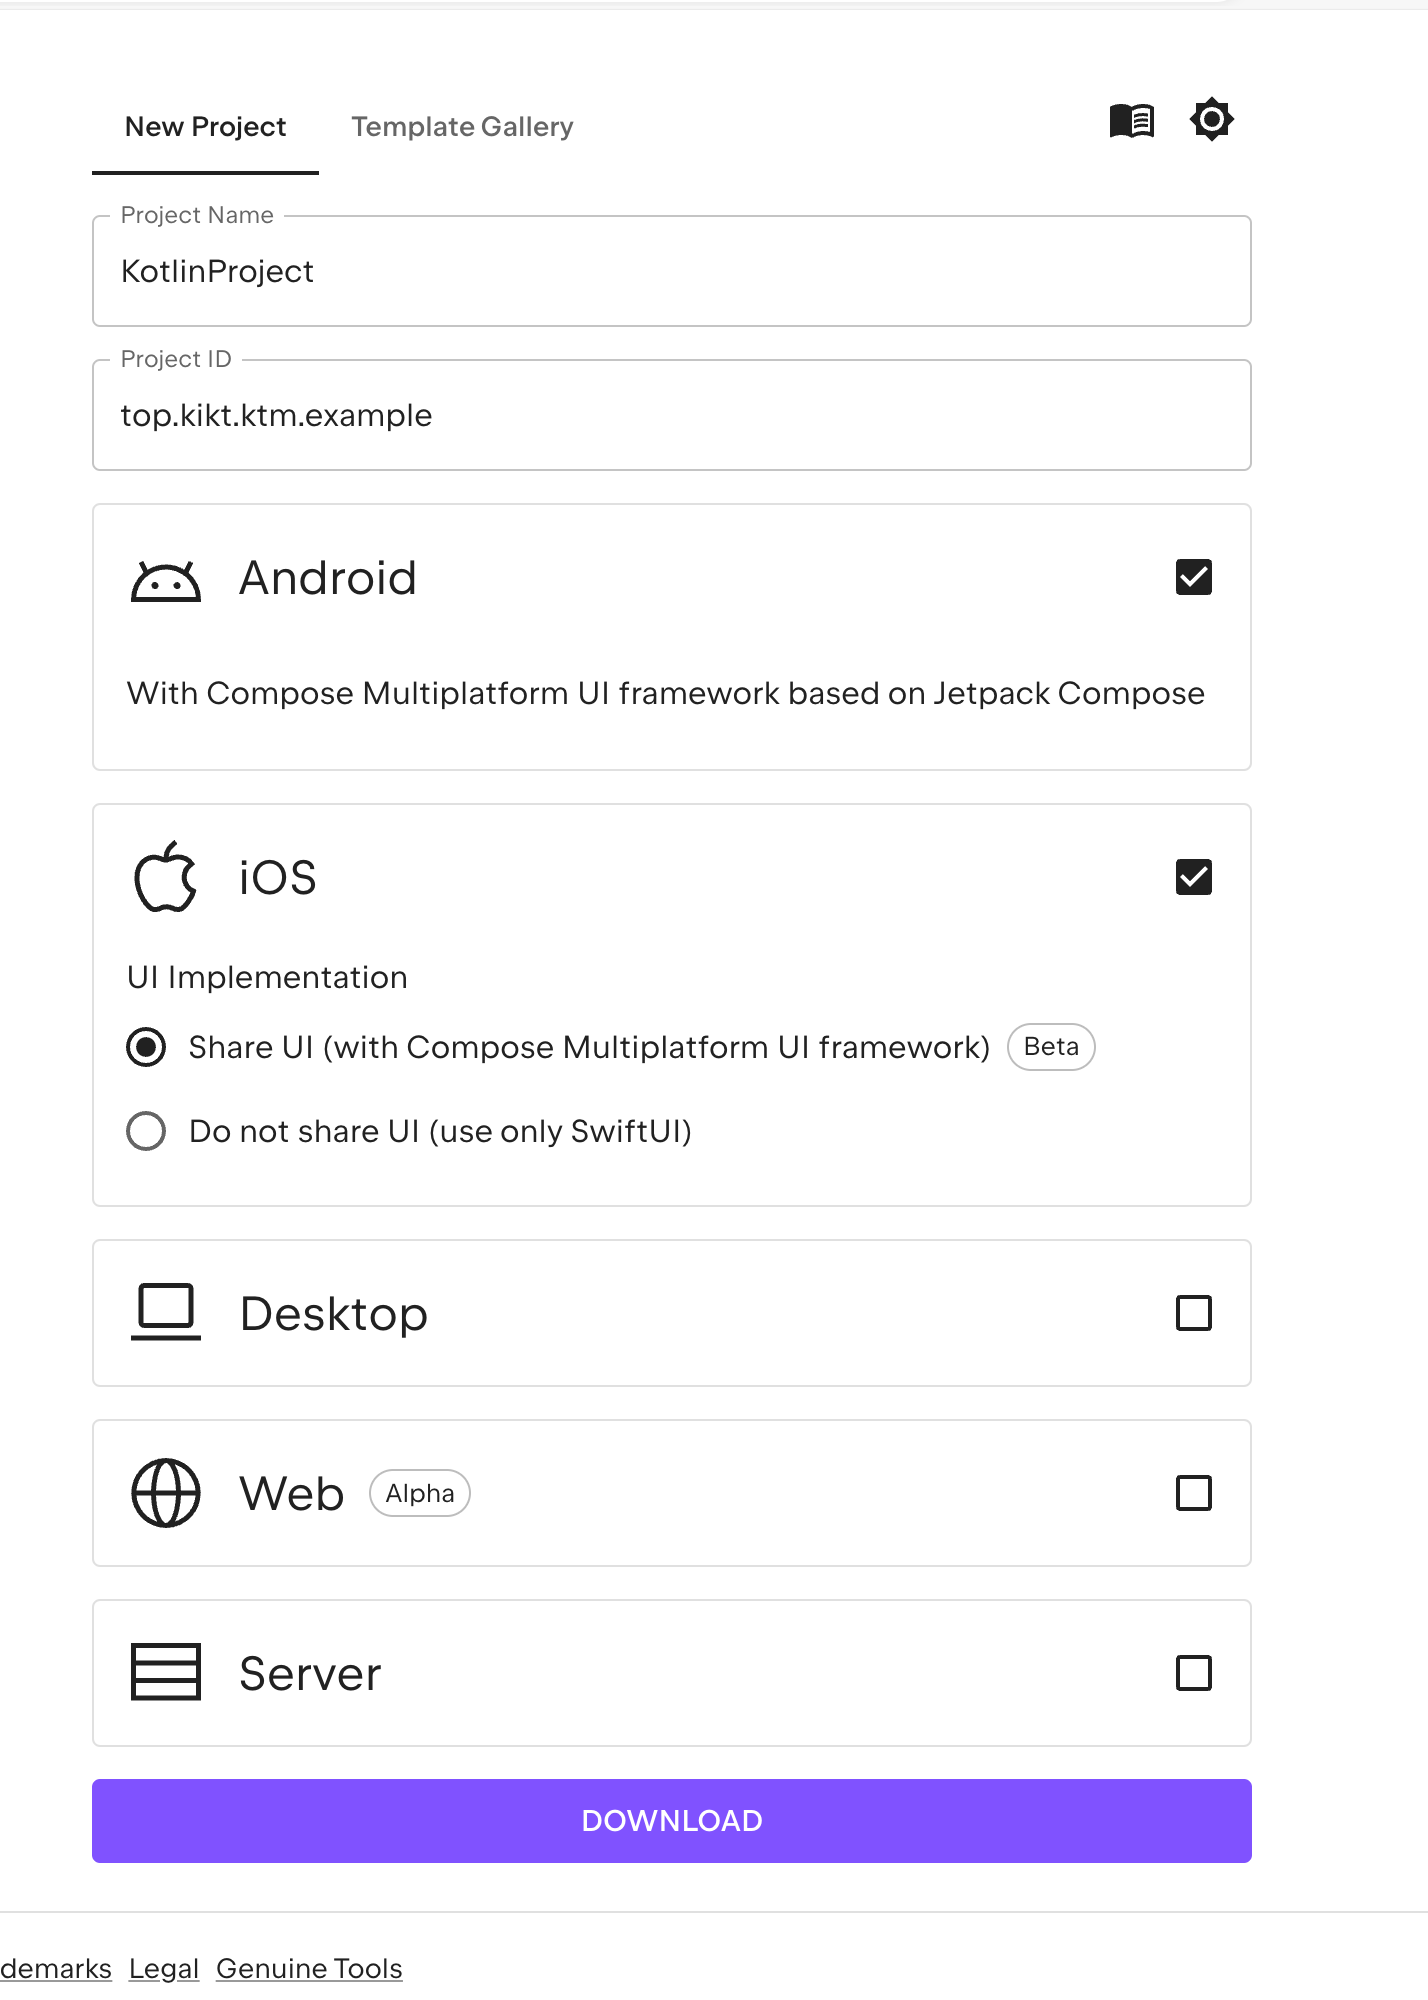 New Project
Template Gallery
Project Name
KotlinProject
Project ID
top.kikt.ktm.example
Android
With Compose Multiplatform UI framework based on Jetpack Compose
iOS
UI Implementation
Share UI (with Compose Multiplatform UI framework) Beta
Do not share UI (use only SwiftUI)
Desktop
Web Alpha
Server
DOWNLOAD
demarks Legal Genuine Tools